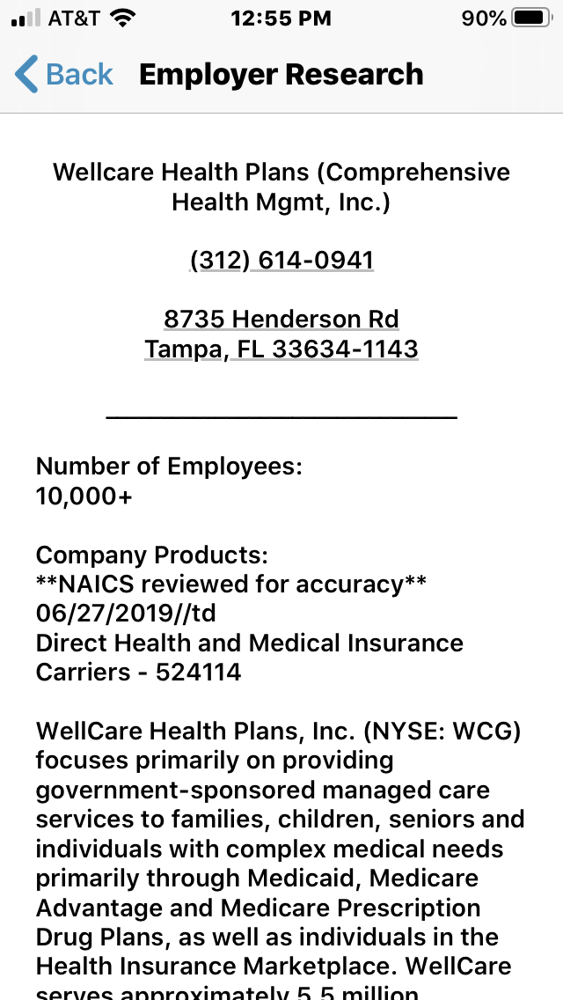 AT&T 12:55 PM 90%
Back Employer Research
Wellcare Health Plans (Comprehensive
Health Mgmt, Inc.)
(312) 614-0941
8735 Henderson Rd
Tampa, FL 33634-1143
Number of Employees:
10,000+
Company Products:
**NAICS reviewed for accuracy**
06/27/2019//td
Direct Health and Medical Insurance
Carriers - 524114
WellCare Health Plans, Inc. (NYSE: WCG)
focuses primarily on providing
government-sponsored managed care
services to families, children, seniors and
individuals with complex medical needs
primarily through Medicaid, Medicare
Advantage and Medicare Prescription
Drug Plans, as well as individuals in the
Health Insurance Marketplace. WellCare
serves approximately 5.5 million